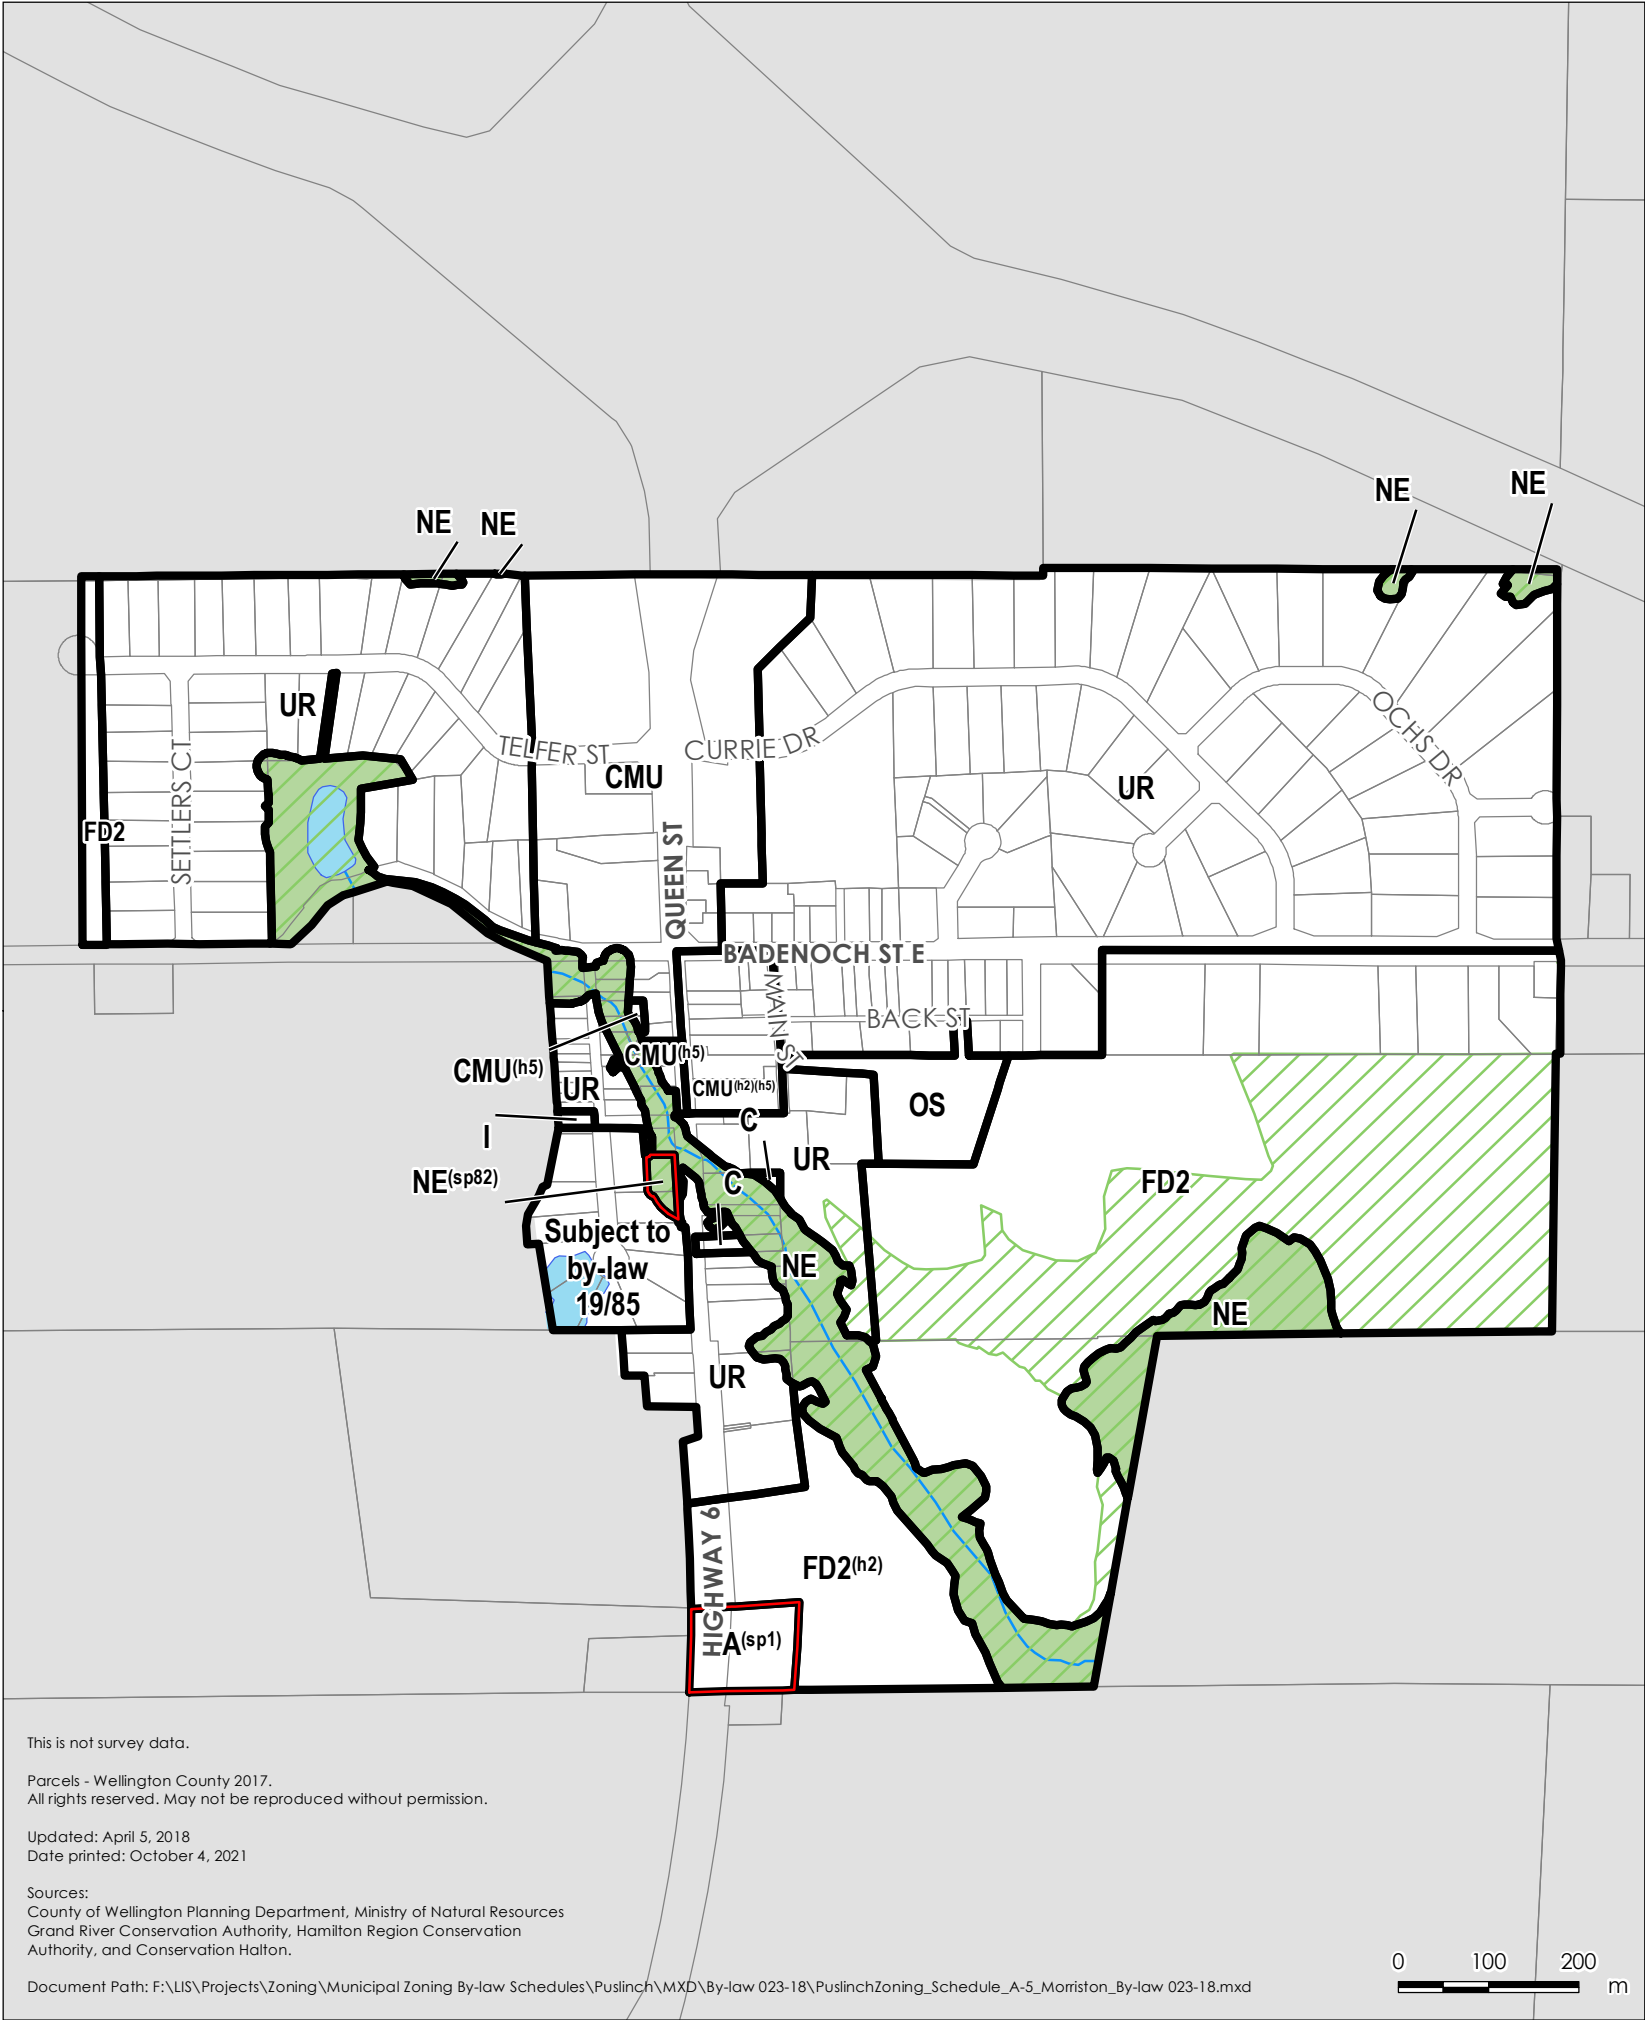 NE
NE
NE
NE
UR
TELFER ST
CURRIE DR
OCHS DR
CMU
UR
SETTLERS CT
FD2
QUEEN ST
BADENOCH ST E
MAIN ST
BACK ST
CMU(h5)
CMU(h5)
UR
CMU(h2)(h5)
OS
C
I
UR
NE(sp82)
C
FD2
Subject to
by-law
19/85
NE
NE
UR
HIGHWAY 6
FD2(h2)
A(sp1)
This is not survey data.
Parcels - Wellington County 2017.
All rights reserved. May not be reproduced without permission.
Updated: April 5, 2018
Date printed: October 4, 2021
Sources:
County of Wellington Planning Department, Ministry of Natural Resources
Grand River Conservation Authority, Hamilton Region Conservation
Authority, and Conservation Halton.
Document Path: F:\LIS\Projects\Zoning\Municipal Zoning By-law Schedules\Puslinch\MXD\By-law 023-18\PuslinchZoning_Schedule_A-5_Morriston_By-law 023-18.mxd
0 100 200
m